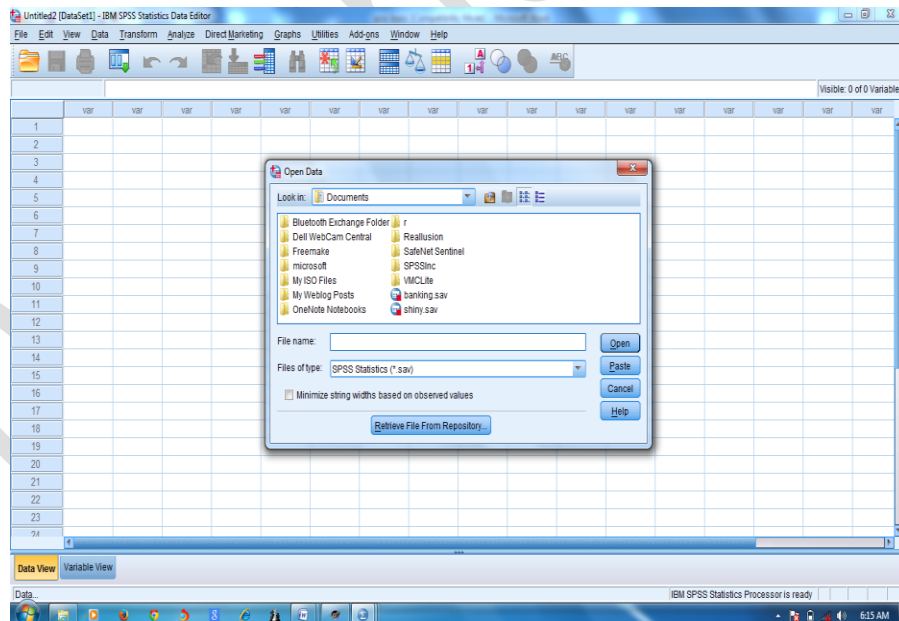 Untitled2 [DataSet1] - IBM SPSS Statistics Data Editor
File Edit View Data Transform Analyze Direct Marketing Graphs Utilities Add-ons Window Help
Visible: 0 of 0 Variable
var var var var var var var var var var var var var var var var var
1
2
3
4
5
6
7
8
9
10
11
12
13
14
15
16
17
18
19
20
21
22
23
24
Open Data
Look in: Documents
Bluetooth Exchange Folder r
Dell WebCam Central Reallusion
Freemake SafeNet Sentinel
microsoft SPSSInc
My ISO Files VMCLite
My Weblog Posts banking.sav
OneNote Notebooks shiny.sav
File name: Open
Files of type: SPSS Statistics (*.sav) Paste
Minimize string widths based on observed values Cancel
Help
Retrieve File From Repository...
Data View Variable View
Data...
IBM SPSS Statistics Processor is ready
6:15 AM